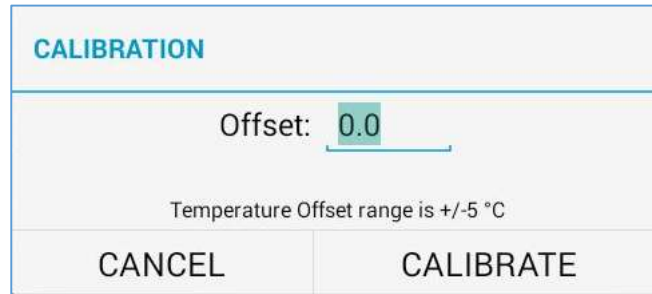 CALIBRATION
Offset: 0.0
Temperature Offset range is +/-5 °C
CANCEL CALIBRATE